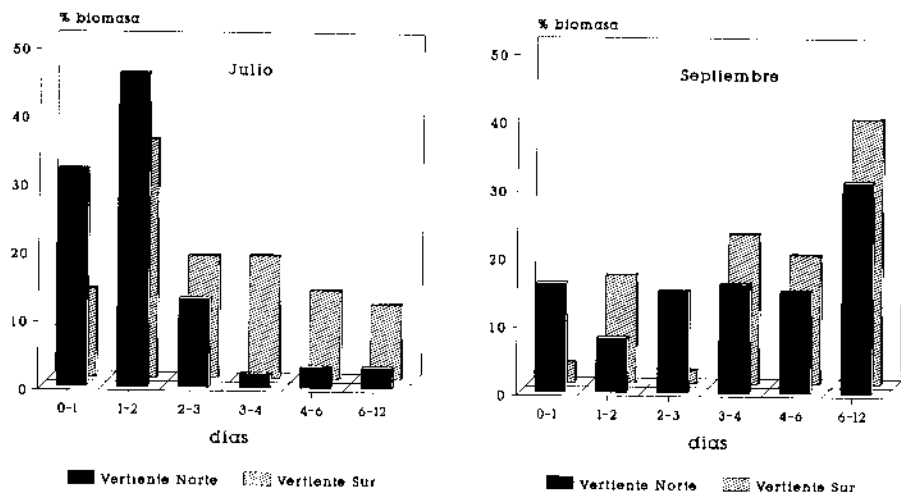 % biomasa
50
40
30
20
10
0
Julio
0-1 1-2 2-3 3-4 4-6 6-12
días
Vertiente Norte Vertiente Sur
% biomasa
50
40
30
20
10
0
Septiembre
0-1 1-2 2-3 3-4 4-6 6-12
días
Vertiente Norte Vertiente Sur